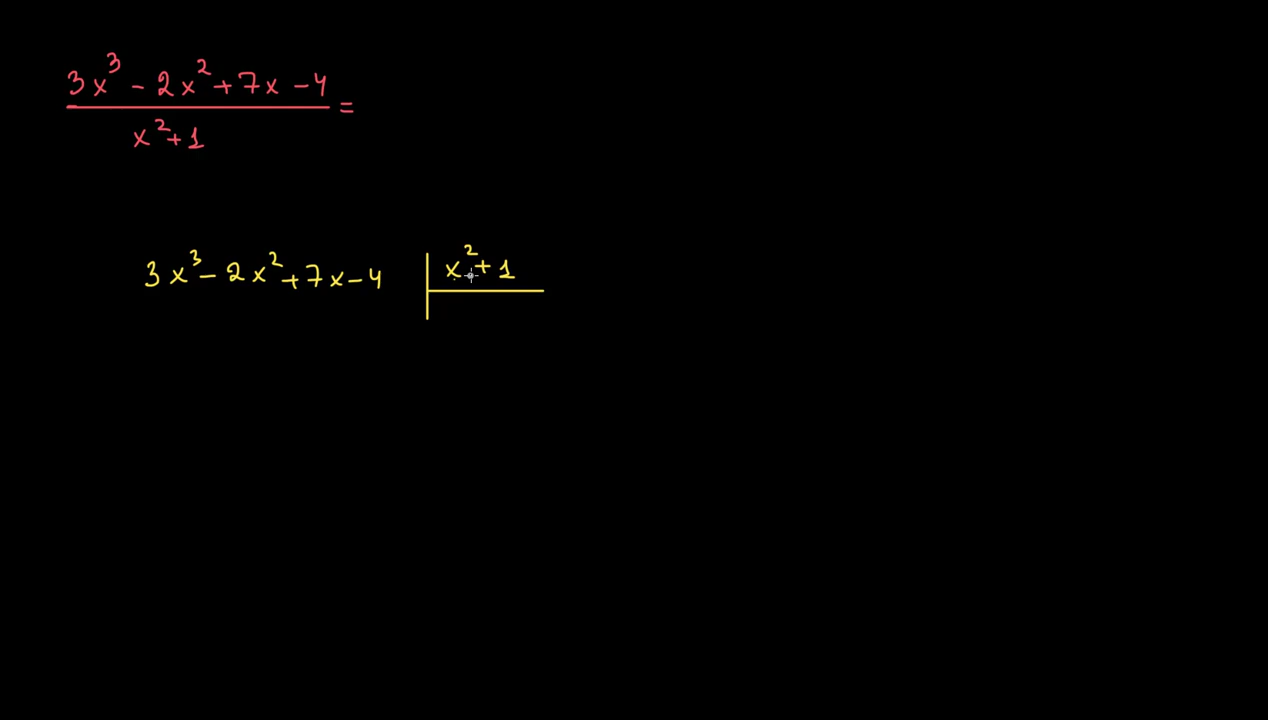 3x³ - 2x² + 7x - 4 =
x² + 1
3x³ - 2x² + 7x - 4 | x² + 1